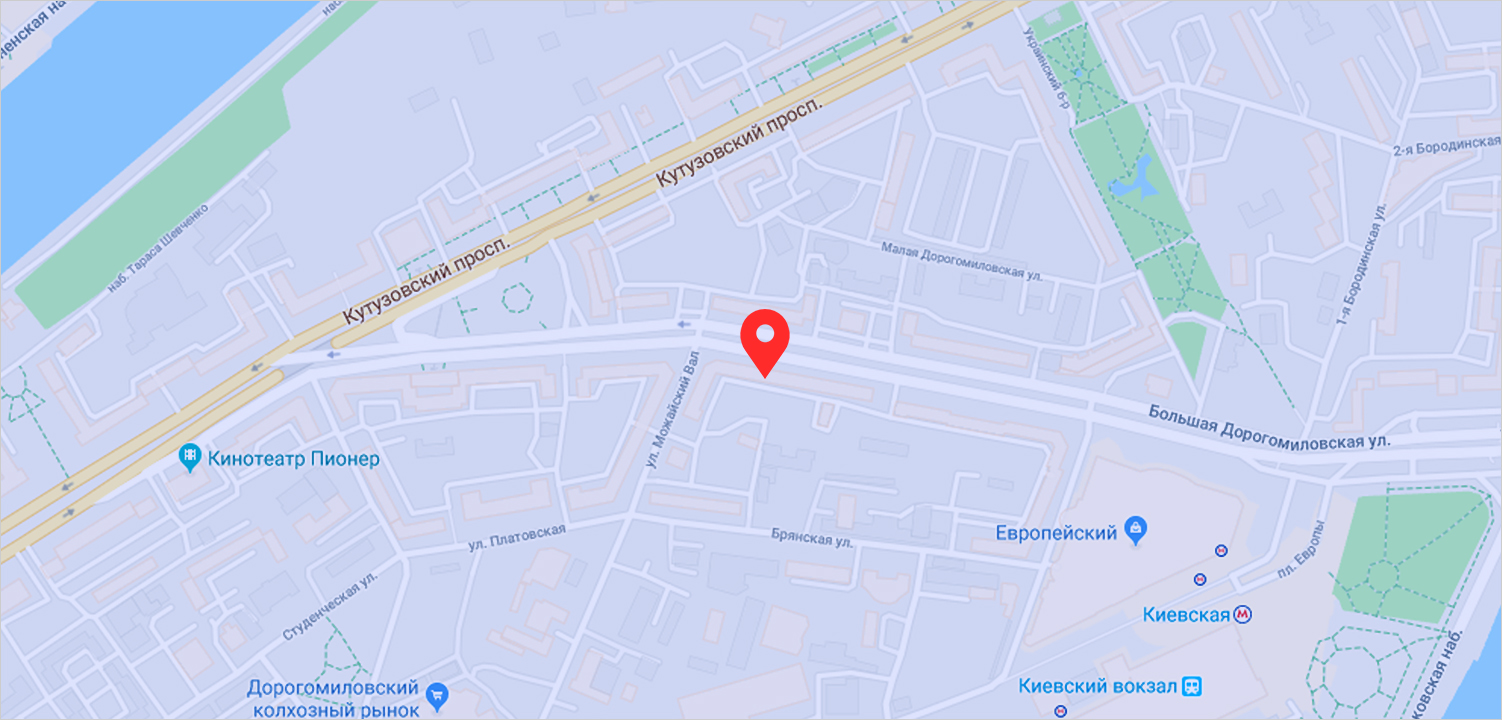 Украинский б-р
Кутузовский просп.
2-я Бородинская
наб. Тараса Шевченко
1-я Бородинская ул.
Кутузовский просп.
Малая Дорогомиловская ул.
ул. Можайский Вал
Большая Дорогомиловская ул.
Кинотеатр Пионер
ул. Платовская
Брянская ул.
Европейский
пл. Европы
Студенческая ул.
Киевская
Дорогомиловский
колхозный рынок
Киевский вокзал
ковская наб.